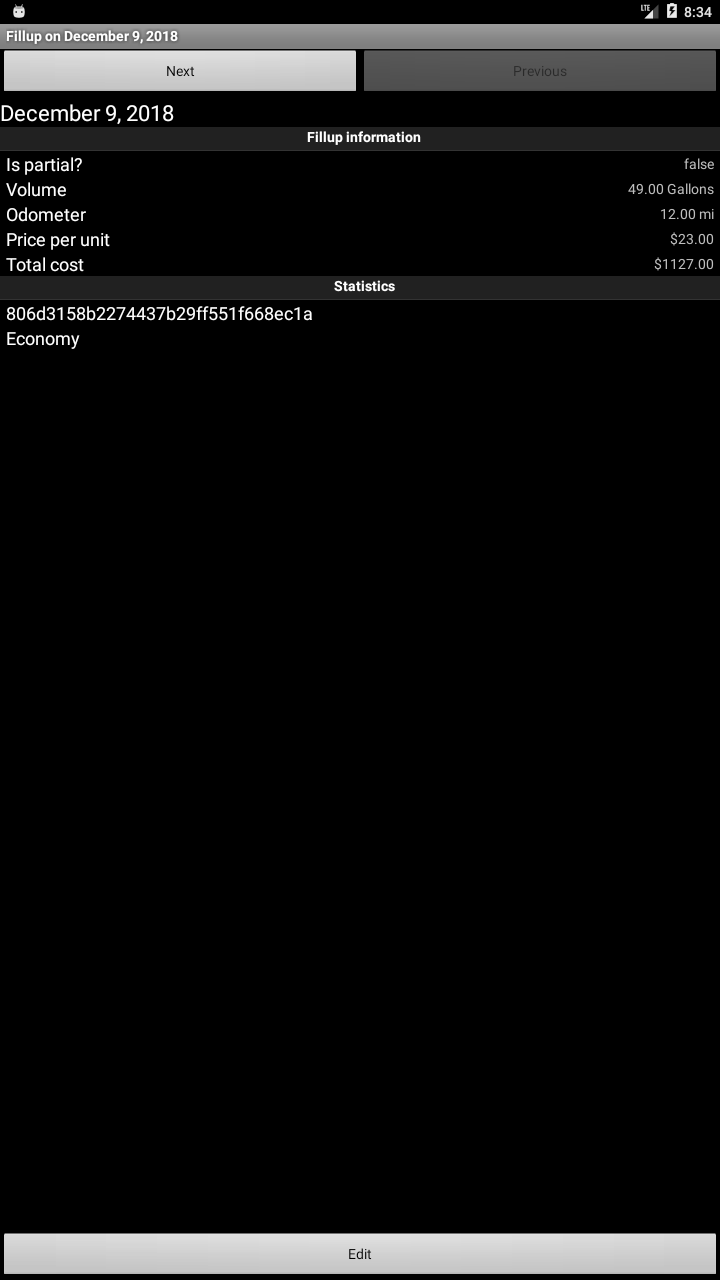 LTE 8:34
Fillup on December 9, 2018
Next Previous
December 9, 2018
Fillup information
Is partial? false
Volume 49.00 Gallons
Odometer 12.00 mi
Price per unit $23.00
Total cost $1127.00
Statistics
806d3158b2274437b29ff551f668ec1a
Economy
Edit